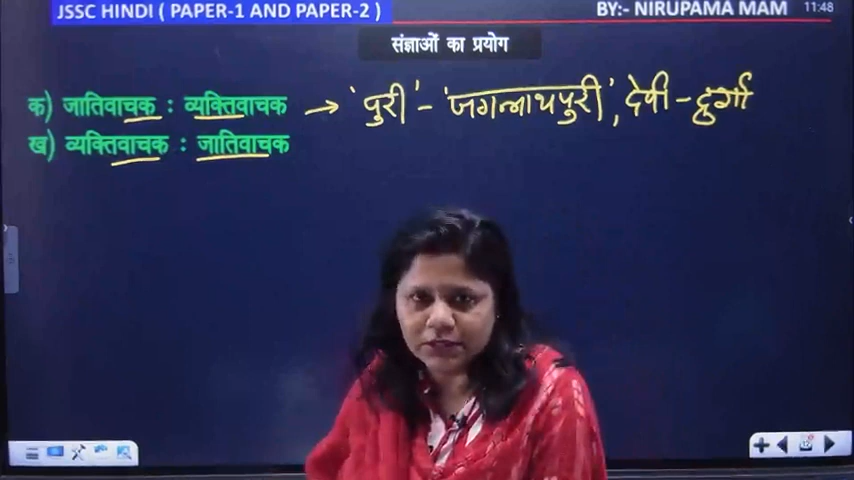 JSSC HINDI ( PAPER-1 AND PAPER-2 )
BY:- NIRUPAMA MAM
11:48
संज्ञाओं का प्रयोग
क) जातिवाचक : व्यक्तिवाचक → 'पुरी' - 'जगन्नाथपुरी', देवी - दुर्गा
ख) व्यक्तिवाचक : जातिवाचक